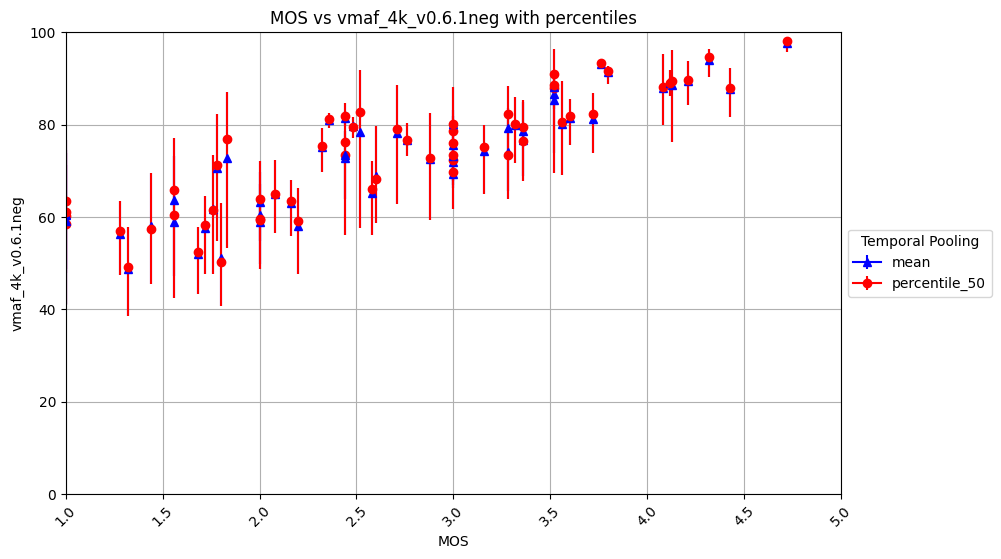 MOS vs vmaf_4k_v0.6.1neg with percentiles
100
80
60
40
20
0
vmaf_4k_v0.6.1neg
1.0
1.5
2.0
2.5
3.0
3.5
4.0
4.5
5.0
MOS
Temporal Pooling
mean
percentile_50